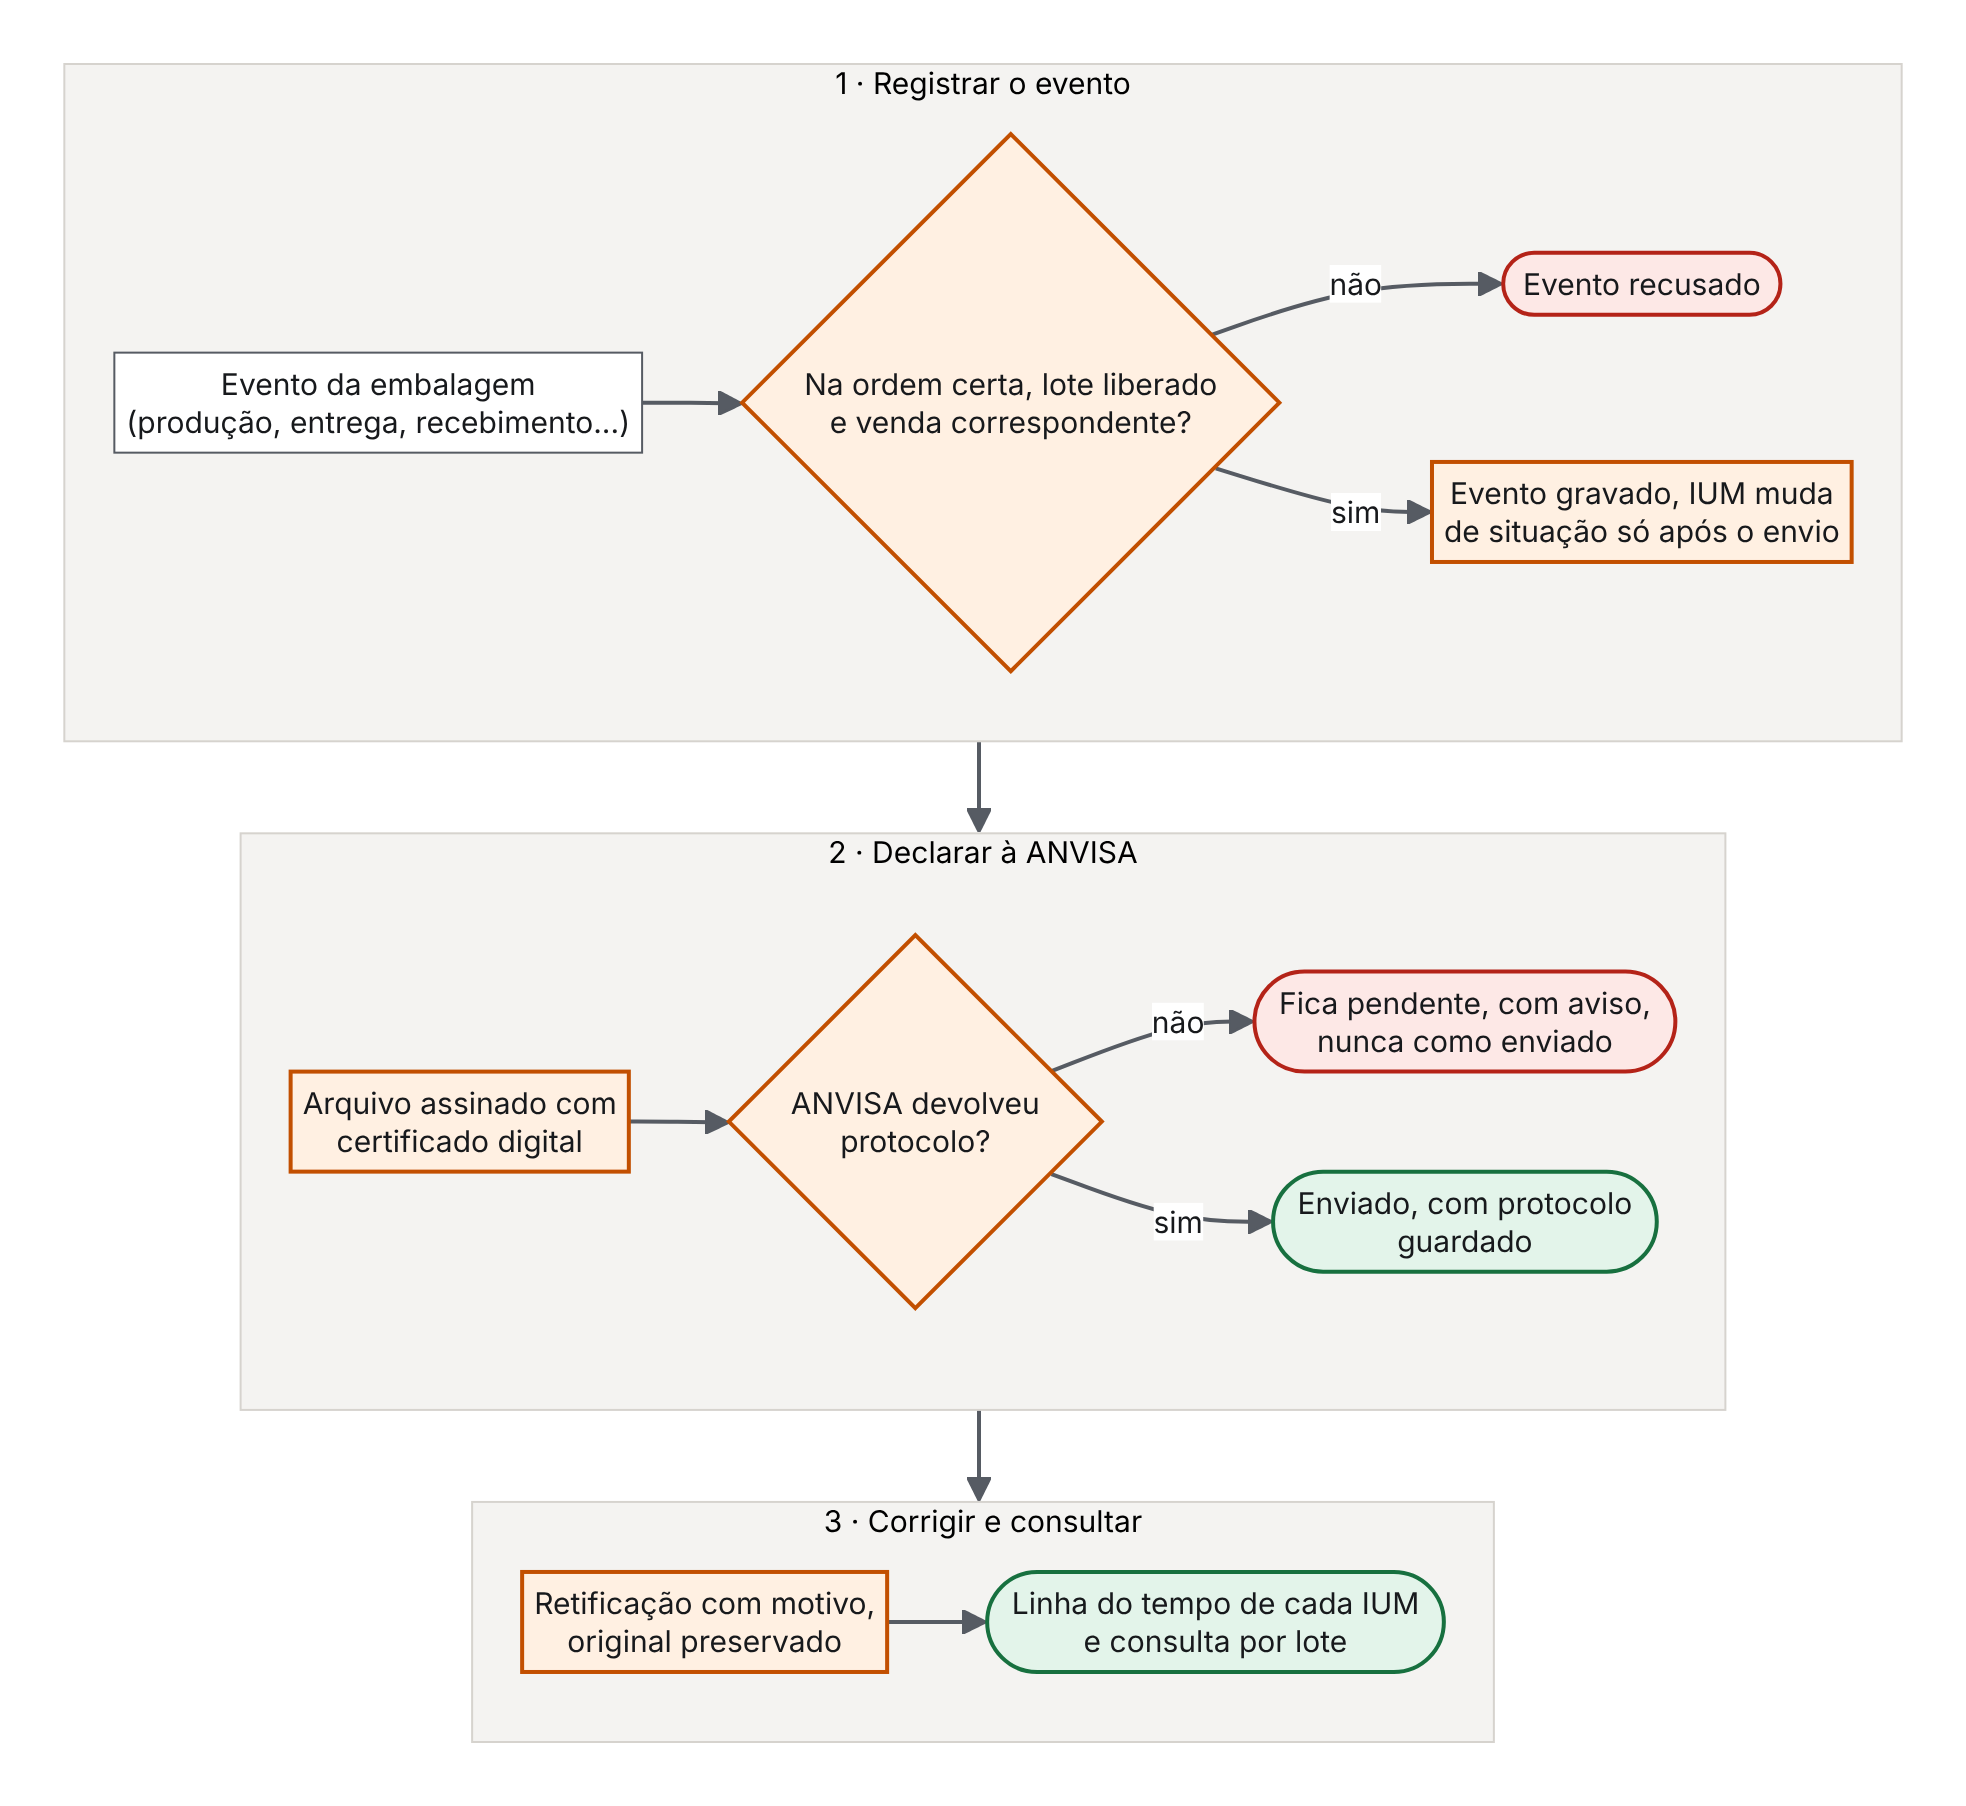 1 · Registrar o evento
Evento da embalagem
(produção, entrega, recebimento...)
Na ordem certa, lote liberado
e venda correspondente?
não
Evento recusado
sim
Evento gravado, IUM muda
de situação só após o envio
2 · Declarar à ANVISA
Arquivo assinado com
certificado digital
ANVISA devolveu
protocolo?
não
Fica pendente, com aviso,
nunca como enviado
sim
Enviado, com protocolo
guardado
3 · Corrigir e consultar
Retificação com motivo,
original preservado
Linha do tempo de cada IUM
e consulta por lote